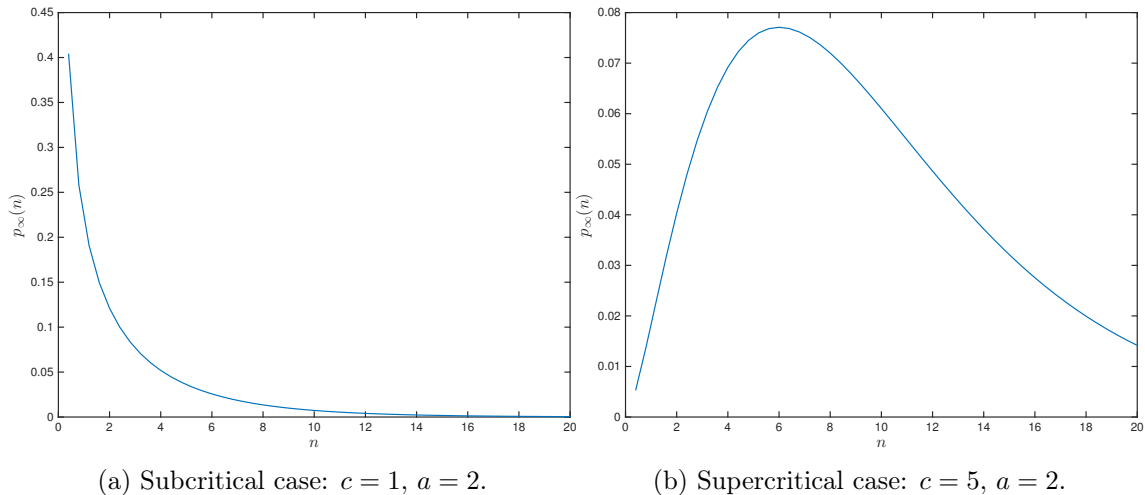 0.45
0.4
0.35
0.3
0.25
0.2
0.15
0.1
0.05
0
p∞(n)
0 2 4 6 8 10 12 14 16 18 20
n
(a) Subcritical case: c = 1, a = 2.
0.08
0.07
0.06
0.05
0.04
0.03
0.02
0.01
0
p∞(n)
0 2 4 6 8 10 12 14 16 18 20
n
(b) Supercritical case: c = 5, a = 2.